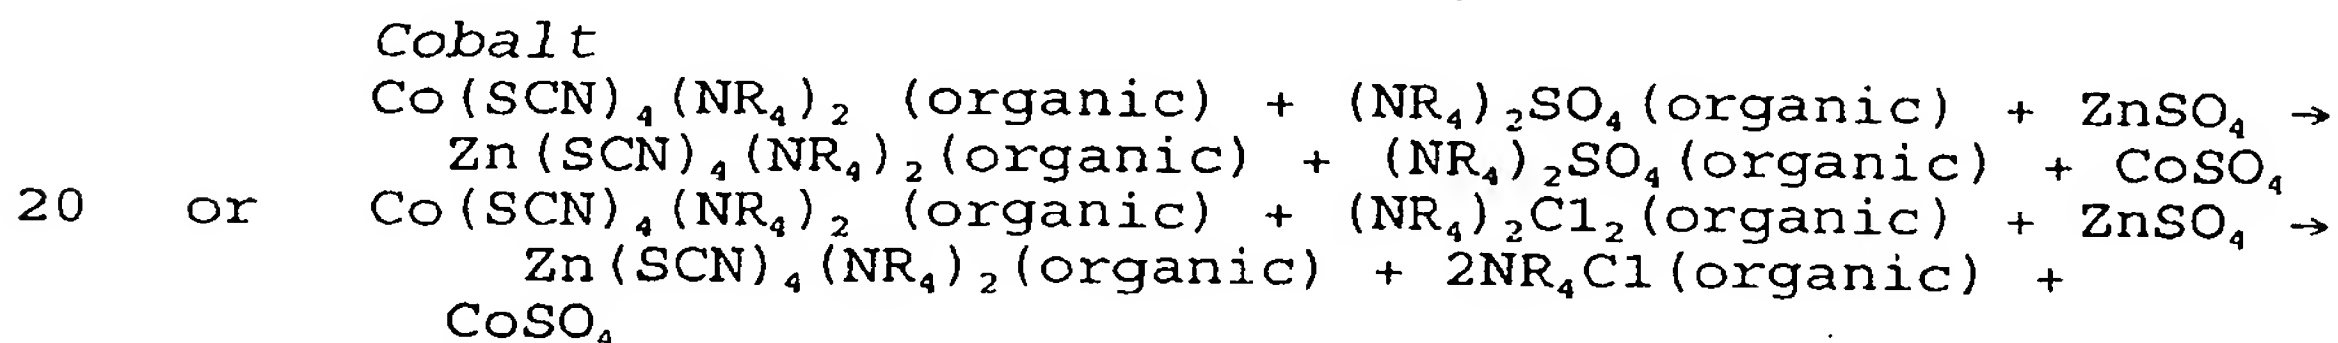 Cobalt
Co(SCN)₄(NR₄)₂ (organic) + (NR₄)₂SO₄(organic) + ZnSO₄ →
Zn(SCN)₄(NR₄)₂(organic) + (NR₄)₂SO₄(organic) + CoSO₄
20 or Co(SCN)₄(NR₄)₂ (organic) + (NR₄)₂Cl₂(organic) + ZnSO₄ →
Zn(SCN)₄(NR₄)₂(organic) + 2NR₄Cl(organic) +
CoSO₄